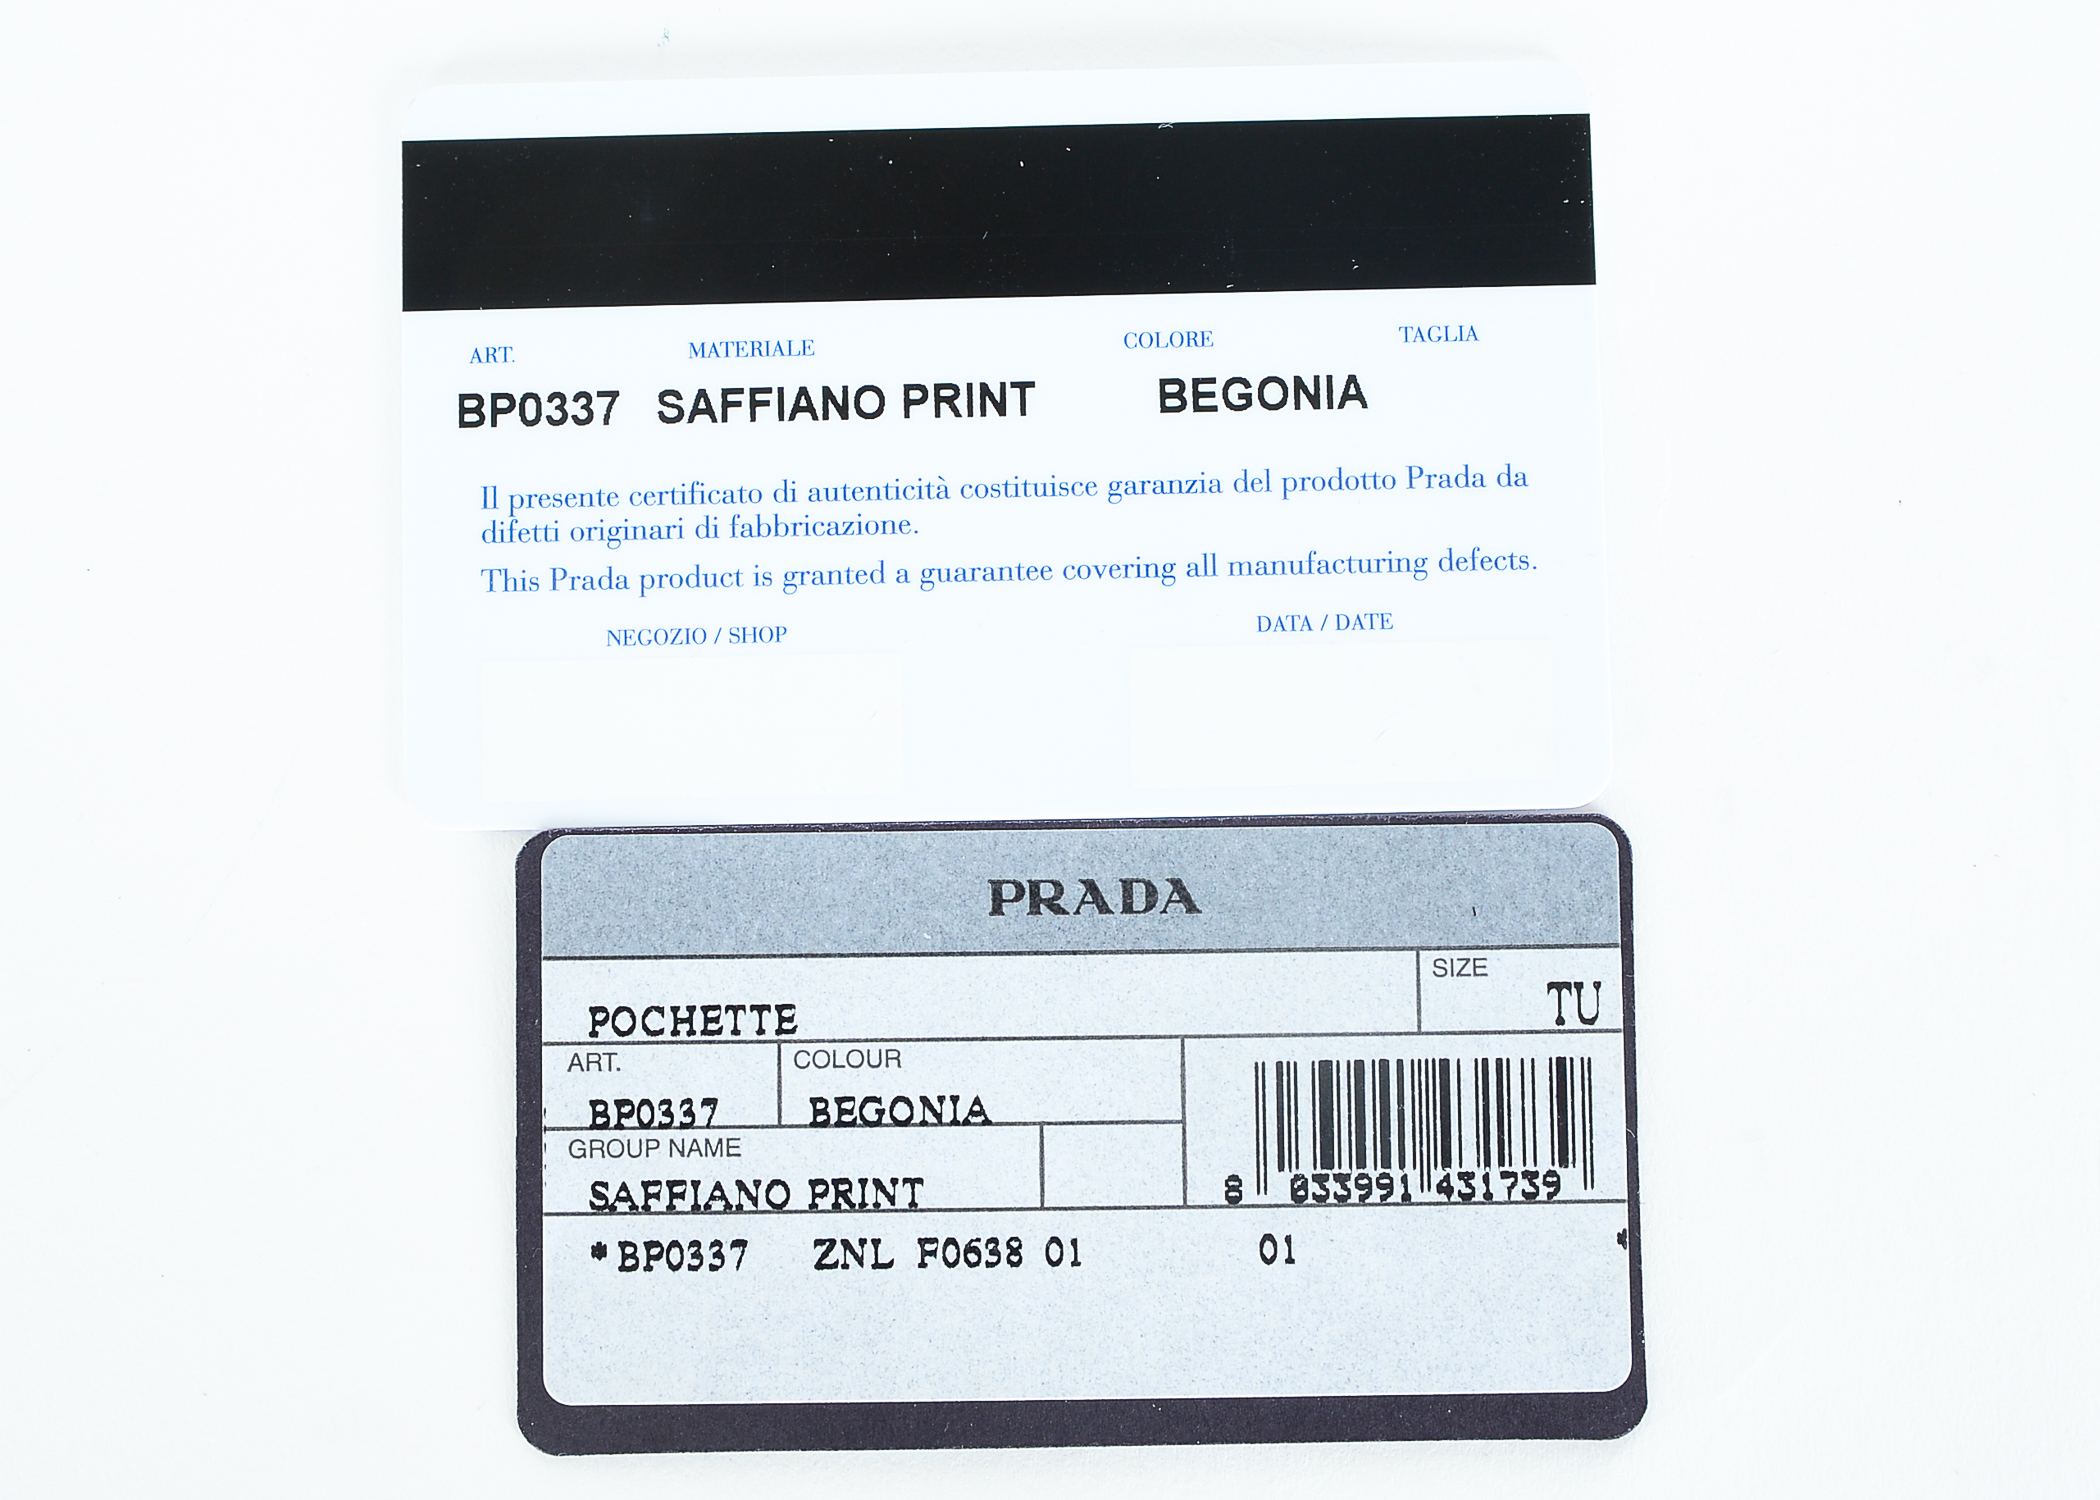 ART. MATERIALE COLORE TAGLIA
BP0337 SAFFIANO PRINT BEGONIA
Il presente certificato di autenticità costituisce garanzia del prodotto Prada da
difetti originari di fabbricazione.
This Prada product is granted a guarantee covering all manufacturing defects.
NEGOZIO / SHOP DATA / DATE
PRADA
SIZE
POCHETTE TU
ART. COLOUR
BP0337 BEGONIA
GROUP NAME
SAFFIANO PRINT
8 033991 431739
*BP0337 ZNL F0638 01 01 *